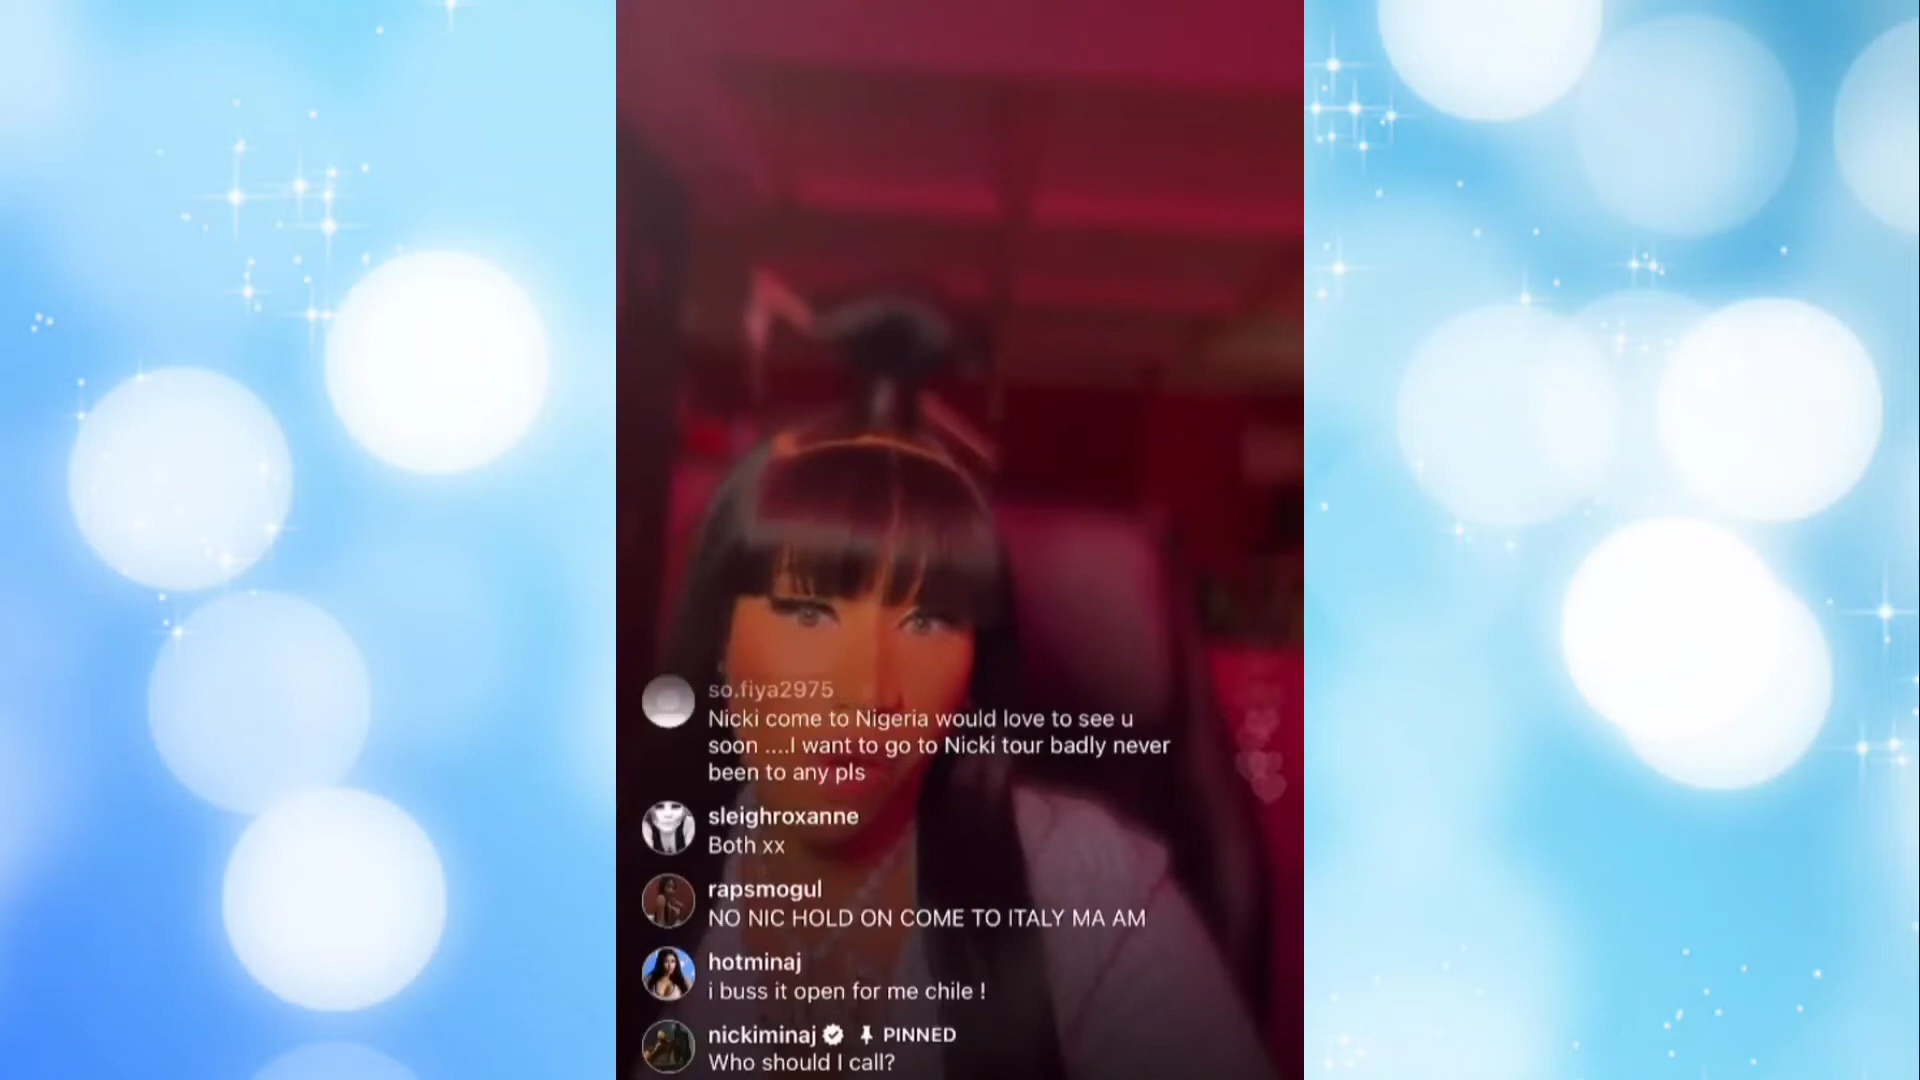 so.fiya2975
Nicki come to Nigeria would love to see u
soon ....I want to go to Nicki tour badly never
been to any pls
sleighroxanne
Both xx
rapsmogul
NO NIC HOLD ON COME TO ITALY MA AM
hotminaj
i buss it open for me chile !
nickiminaj PINNED
Who should I call?